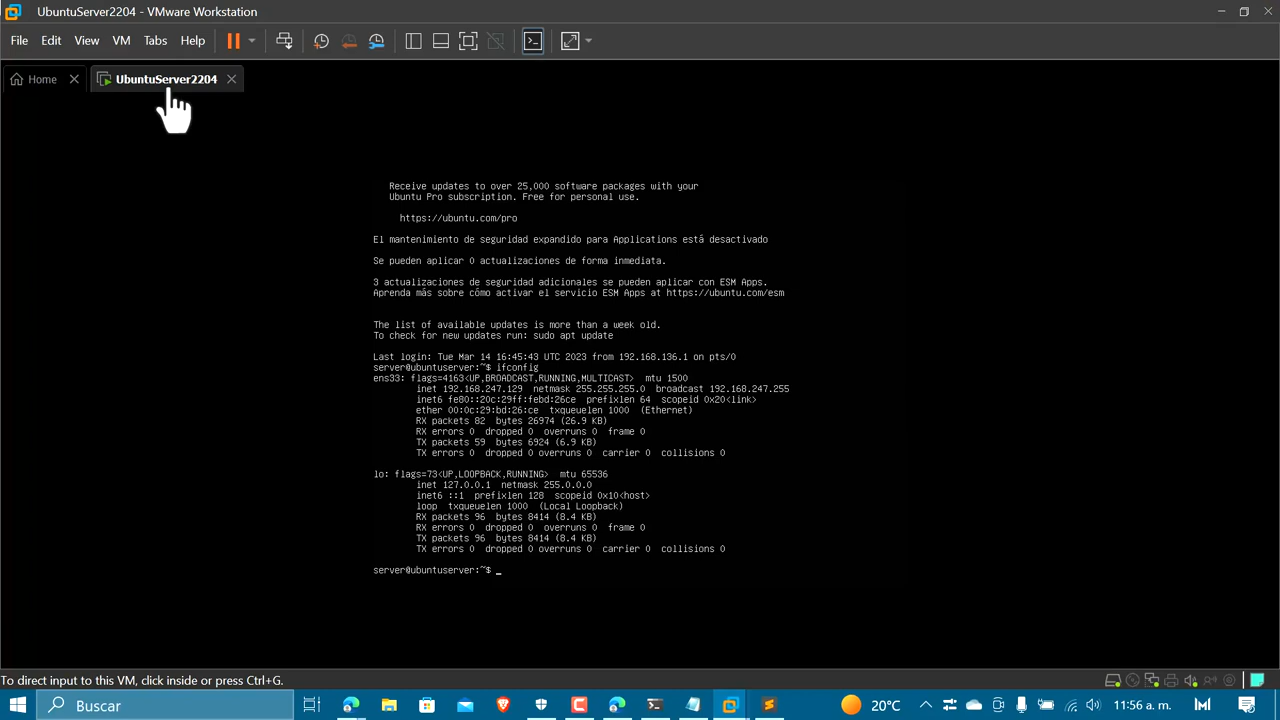 UbuntuServer2204 - VMware Workstation
File Edit View VM Tabs Help
Home UbuntuServer2204
Receive updates to over 25,000 software packages with your
Ubuntu Pro subscription. Free for personal use.
https://ubuntu.com/pro
El mantenimiento de seguridad expandido para Applications está desactivado
Se pueden aplicar 0 actualizaciones de forma inmediata.
3 actualizaciones de seguridad adicionales se pueden aplicar con ESM Apps.
Aprenda más sobre cómo activar el servicio ESM Apps at https://ubuntu.com/esm
The list of available updates is more than a week old.
To check for new updates run: sudo apt update
Last login: Tue Mar 14 16:45:43 UTC 2023 from 192.168.136.1 on pts/0
server@ubuntuserver:~$ ifconfig
ens33: flags=4163<UP,BROADCAST,RUNNING,MULTICAST> mtu 1500
inet 192.168.247.129 netmask 255.255.255.0 broadcast 192.168.247.255
inet6 fe80::20c:29ff:febd:26ce prefixlen 64 scopeid 0x20<link>
ether 00:0c:29:bd:26:ce txqueuelen 1000 (Ethernet)
RX packets 82 bytes 26974 (26.9 KB)
RX errors 0 dropped 0 overruns 0 frame 0
TX packets 59 bytes 6924 (6.9 KB)
TX errors 0 dropped 0 overruns 0 carrier 0 collisions 0
lo: flags=73<UP,LOOPBACK,RUNNING> mtu 65536
inet 127.0.0.1 netmask 255.0.0.0
inet6 ::1 prefixlen 128 scopeid 0x10<host>
loop txqueuelen 1000 (Local Loopback)
RX packets 96 bytes 8414 (8.4 KB)
RX errors 0 dropped 0 overruns 0 frame 0
TX packets 96 bytes 8414 (8.4 KB)
TX errors 0 dropped 0 overruns 0 carrier 0 collisions 0
server@ubuntuserver:~$ _
To direct input to this VM, click inside or press Ctrl+G.
Buscar 20°C 11:56 a. m.